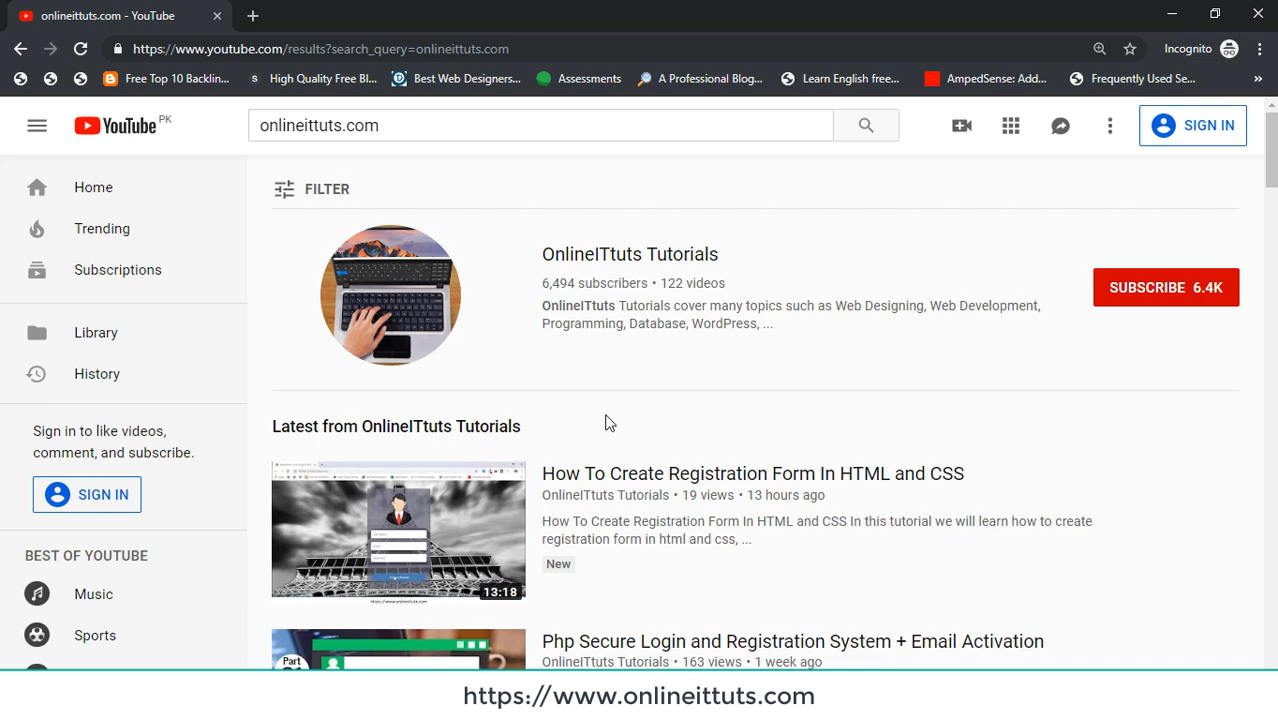 onlineittuts.com - YouTube
https://www.youtube.com/results?search_query=onlineittuts.com
Incognito
Free Top 10 Backlin...
High Quality Free Bl...
Best Web Designers...
Assessments
A Professional Blog...
Learn English free...
AmpedSense: Add...
Frequently Used Se...
YouTube PK
onlineittuts.com
SIGN IN
Home
Trending
Subscriptions
Library
History
Sign in to like videos,
comment, and subscribe.
SIGN IN
BEST OF YOUTUBE
Music
Sports
FILTER
OnlineITtuts Tutorials
6,494 subscribers • 122 videos
OnlineITtuts Tutorials cover many topics such as Web Designing, Web Development,
Programming, Database, WordPress, ...
SUBSCRIBE 6.4K
Latest from OnlineITtuts Tutorials
How To Create Registration Form In HTML and CSS
OnlineITtuts Tutorials • 19 views • 13 hours ago
How To Create Registration Form In HTML and CSS In this tutorial we will learn how to create
registration form in html and css, ...
New
13:18
Php Secure Login and Registration System + Email Activation
OnlineITtuts Tutorials • 163 views • 1 week ago
Part
https://www.onlineittuts.com